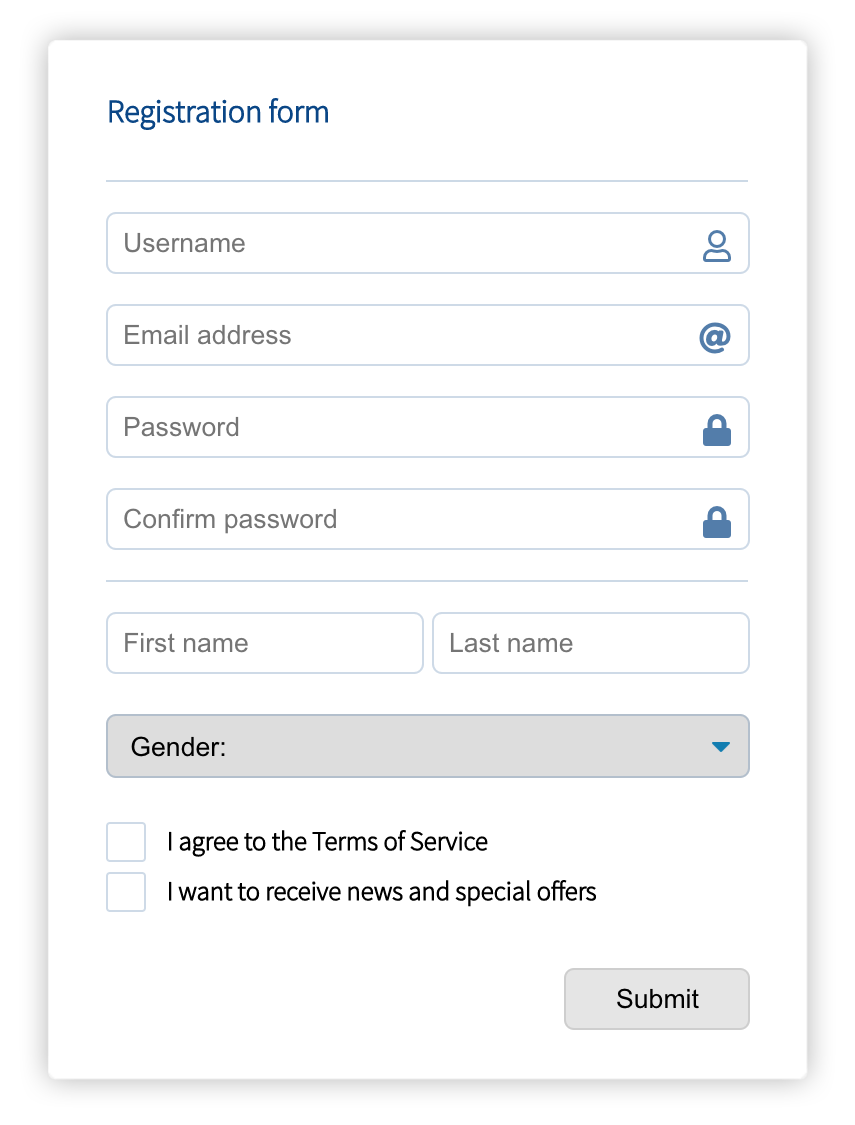 Registration form
Username
Email address
@
Password
Confirm password
First name Last name
Gender:
I agree to the Terms of Service
I want to receive news and special offers
Submit